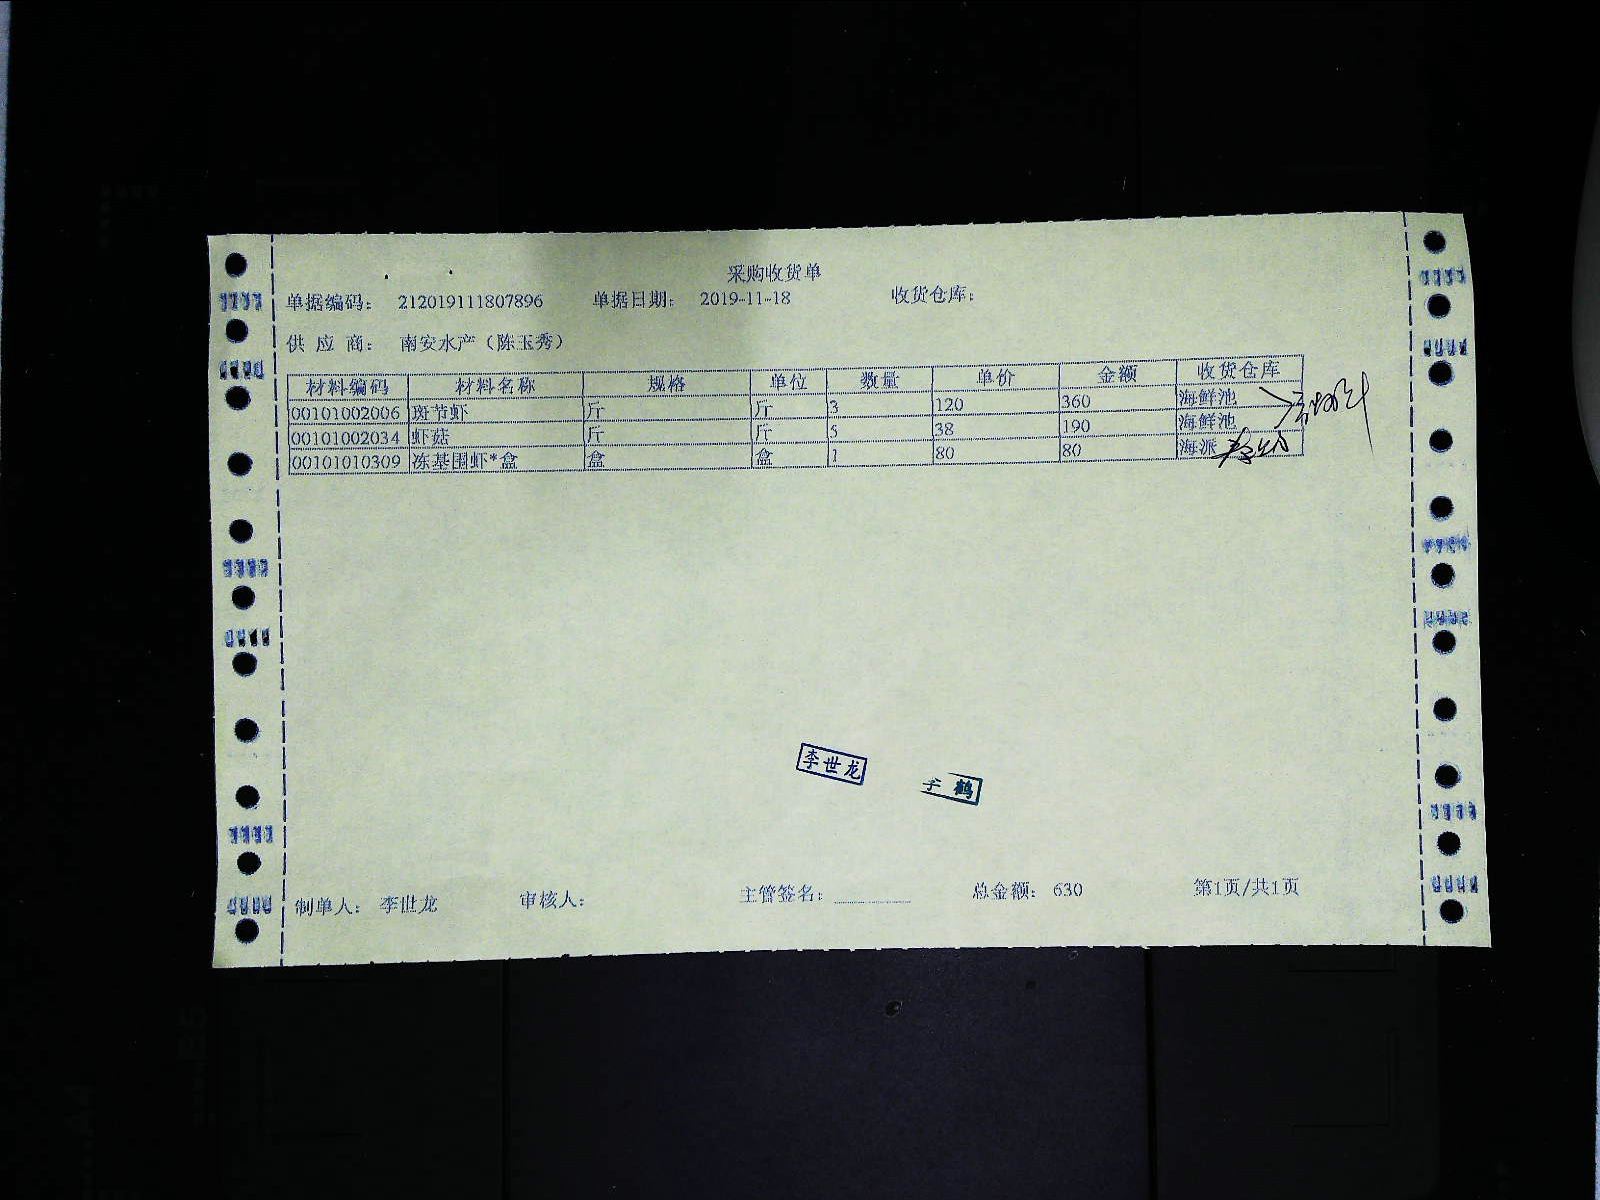 采购收货单
单据编码： 212019111807896 单据日期： 2019-11-18 收货仓库：
供 应 商： 南安水产（陈玉秀）
材料编码 材料名称 规格 单位 数量 单价 金额 收货仓库
00101002006 斑节虾 斤 斤 3 120 360 海鲜池
00101002034 虾菇 斤 斤 5 38 190 海鲜池
00101010309 冻基围虾*盒 盒 盒 1 80 80 海派
李世龙
鹤
制单人： 李世龙 审核人： 主管签名： 总金额： 630 第1页/共1页